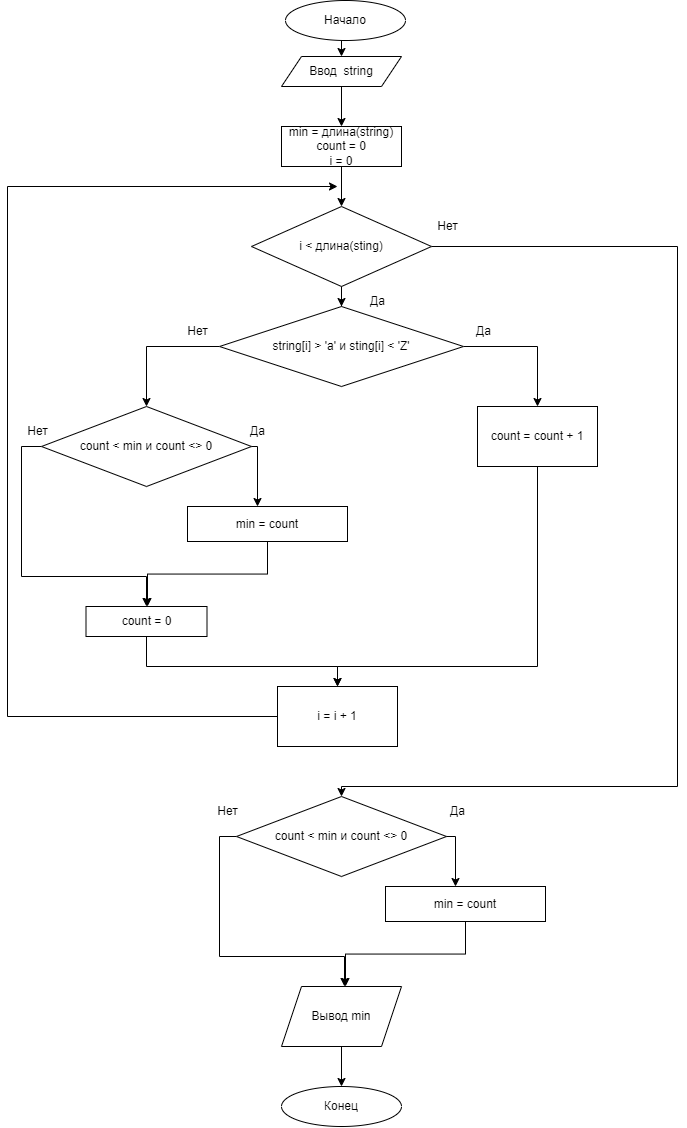 Начало
Ввод string
min = длина(string)
count = 0
i = 0
i < длина(sting)
Нет
Да
string[i] > 'a' и sting[i] < 'Z'
Нет
Да
count < min и count <> 0
Нет
Да
count = count + 1
min = count
count = 0
i = i + 1
count < min и count <> 0
Нет
Да
min = count
Вывод min
Конец